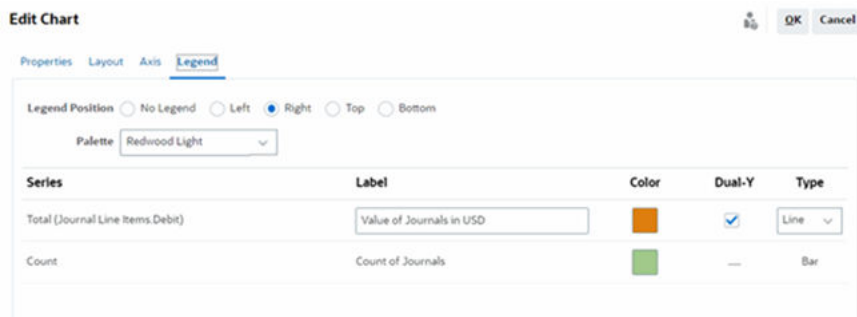 Edit Chart
OK Cancel
Properties Layout Axis Legend
Legend Position No Legend Left Right Top Bottom
Palette Redwood Light
Series Label Color Dual-Y Type
Total (Journal Line Items.Debit) Value of Journals in USD Line
Count Count of Journals — Bar